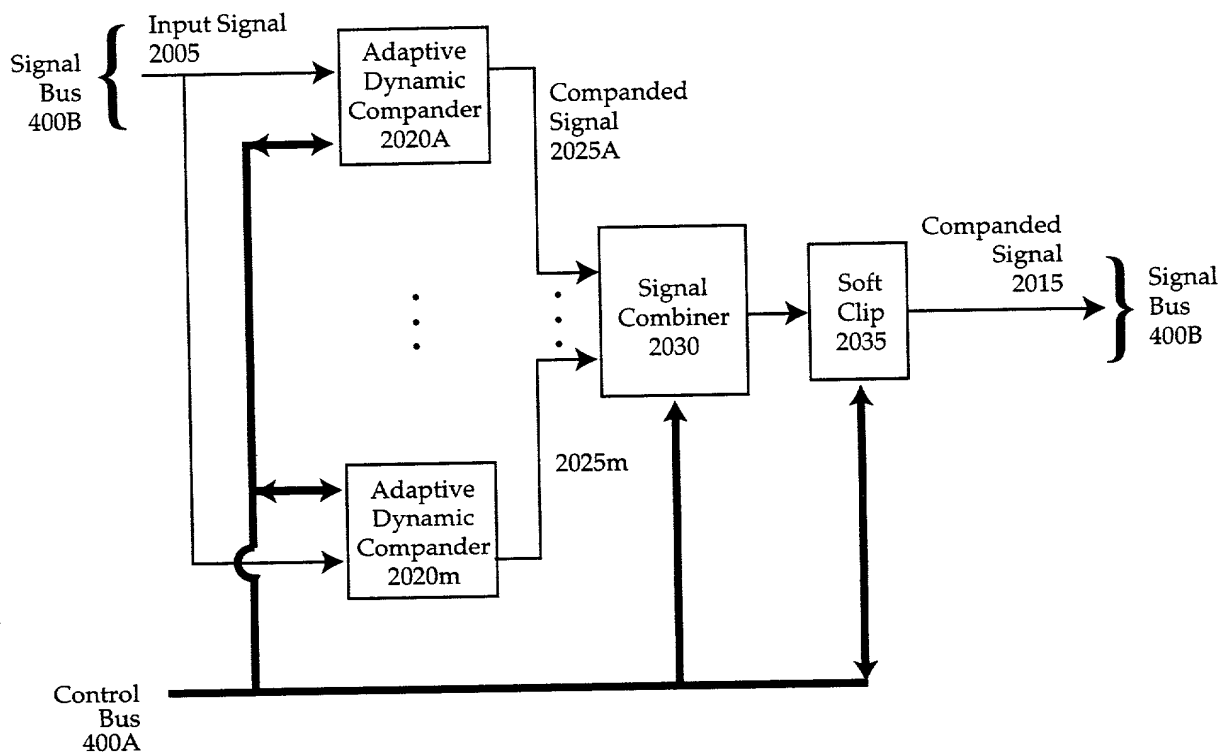 Input Signal
2005
Signal
Bus
400B
Adaptive
Dynamic
Compander
2020A
Companded
Signal
2025A
Signal
Combiner
2030
Soft
Clip
2035
Companded
Signal
2015
Signal
Bus
400B
2025m
Adaptive
Dynamic
Compander
2020m
Control
Bus
400A